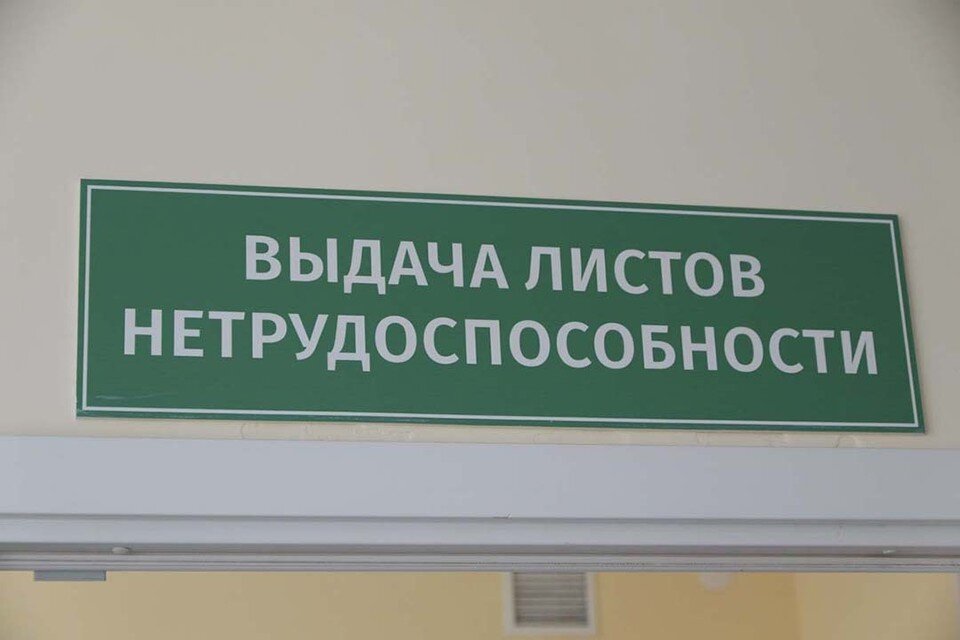 ВЫДАЧА ЛИСТОВ
НЕТРУДОСПОСОБНОСТИ